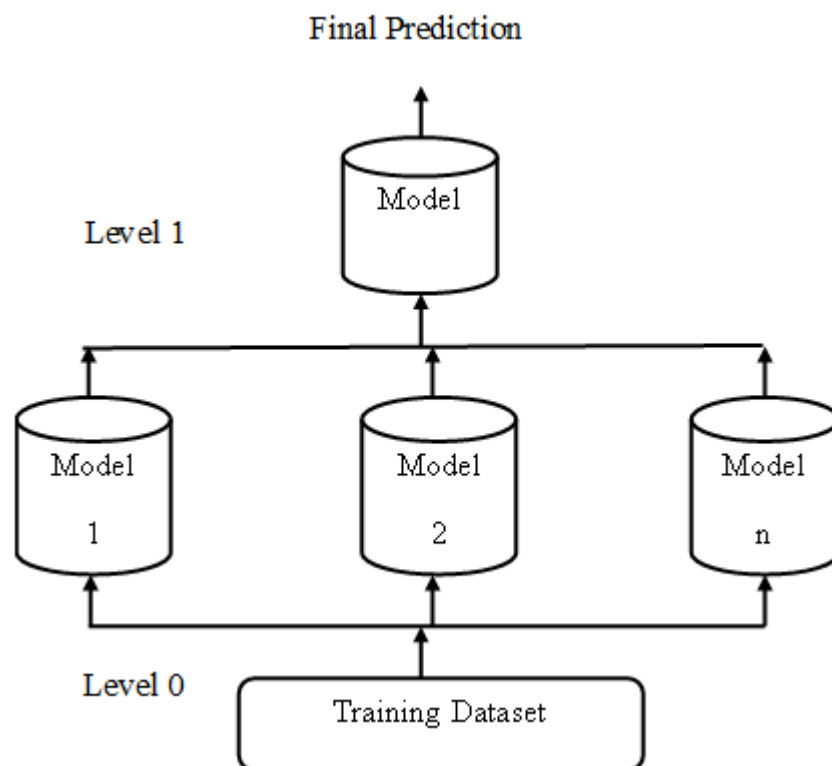 Final Prediction
Model
Level 1
Model
1
Model
2
Model
n
Level 0
Training Dataset